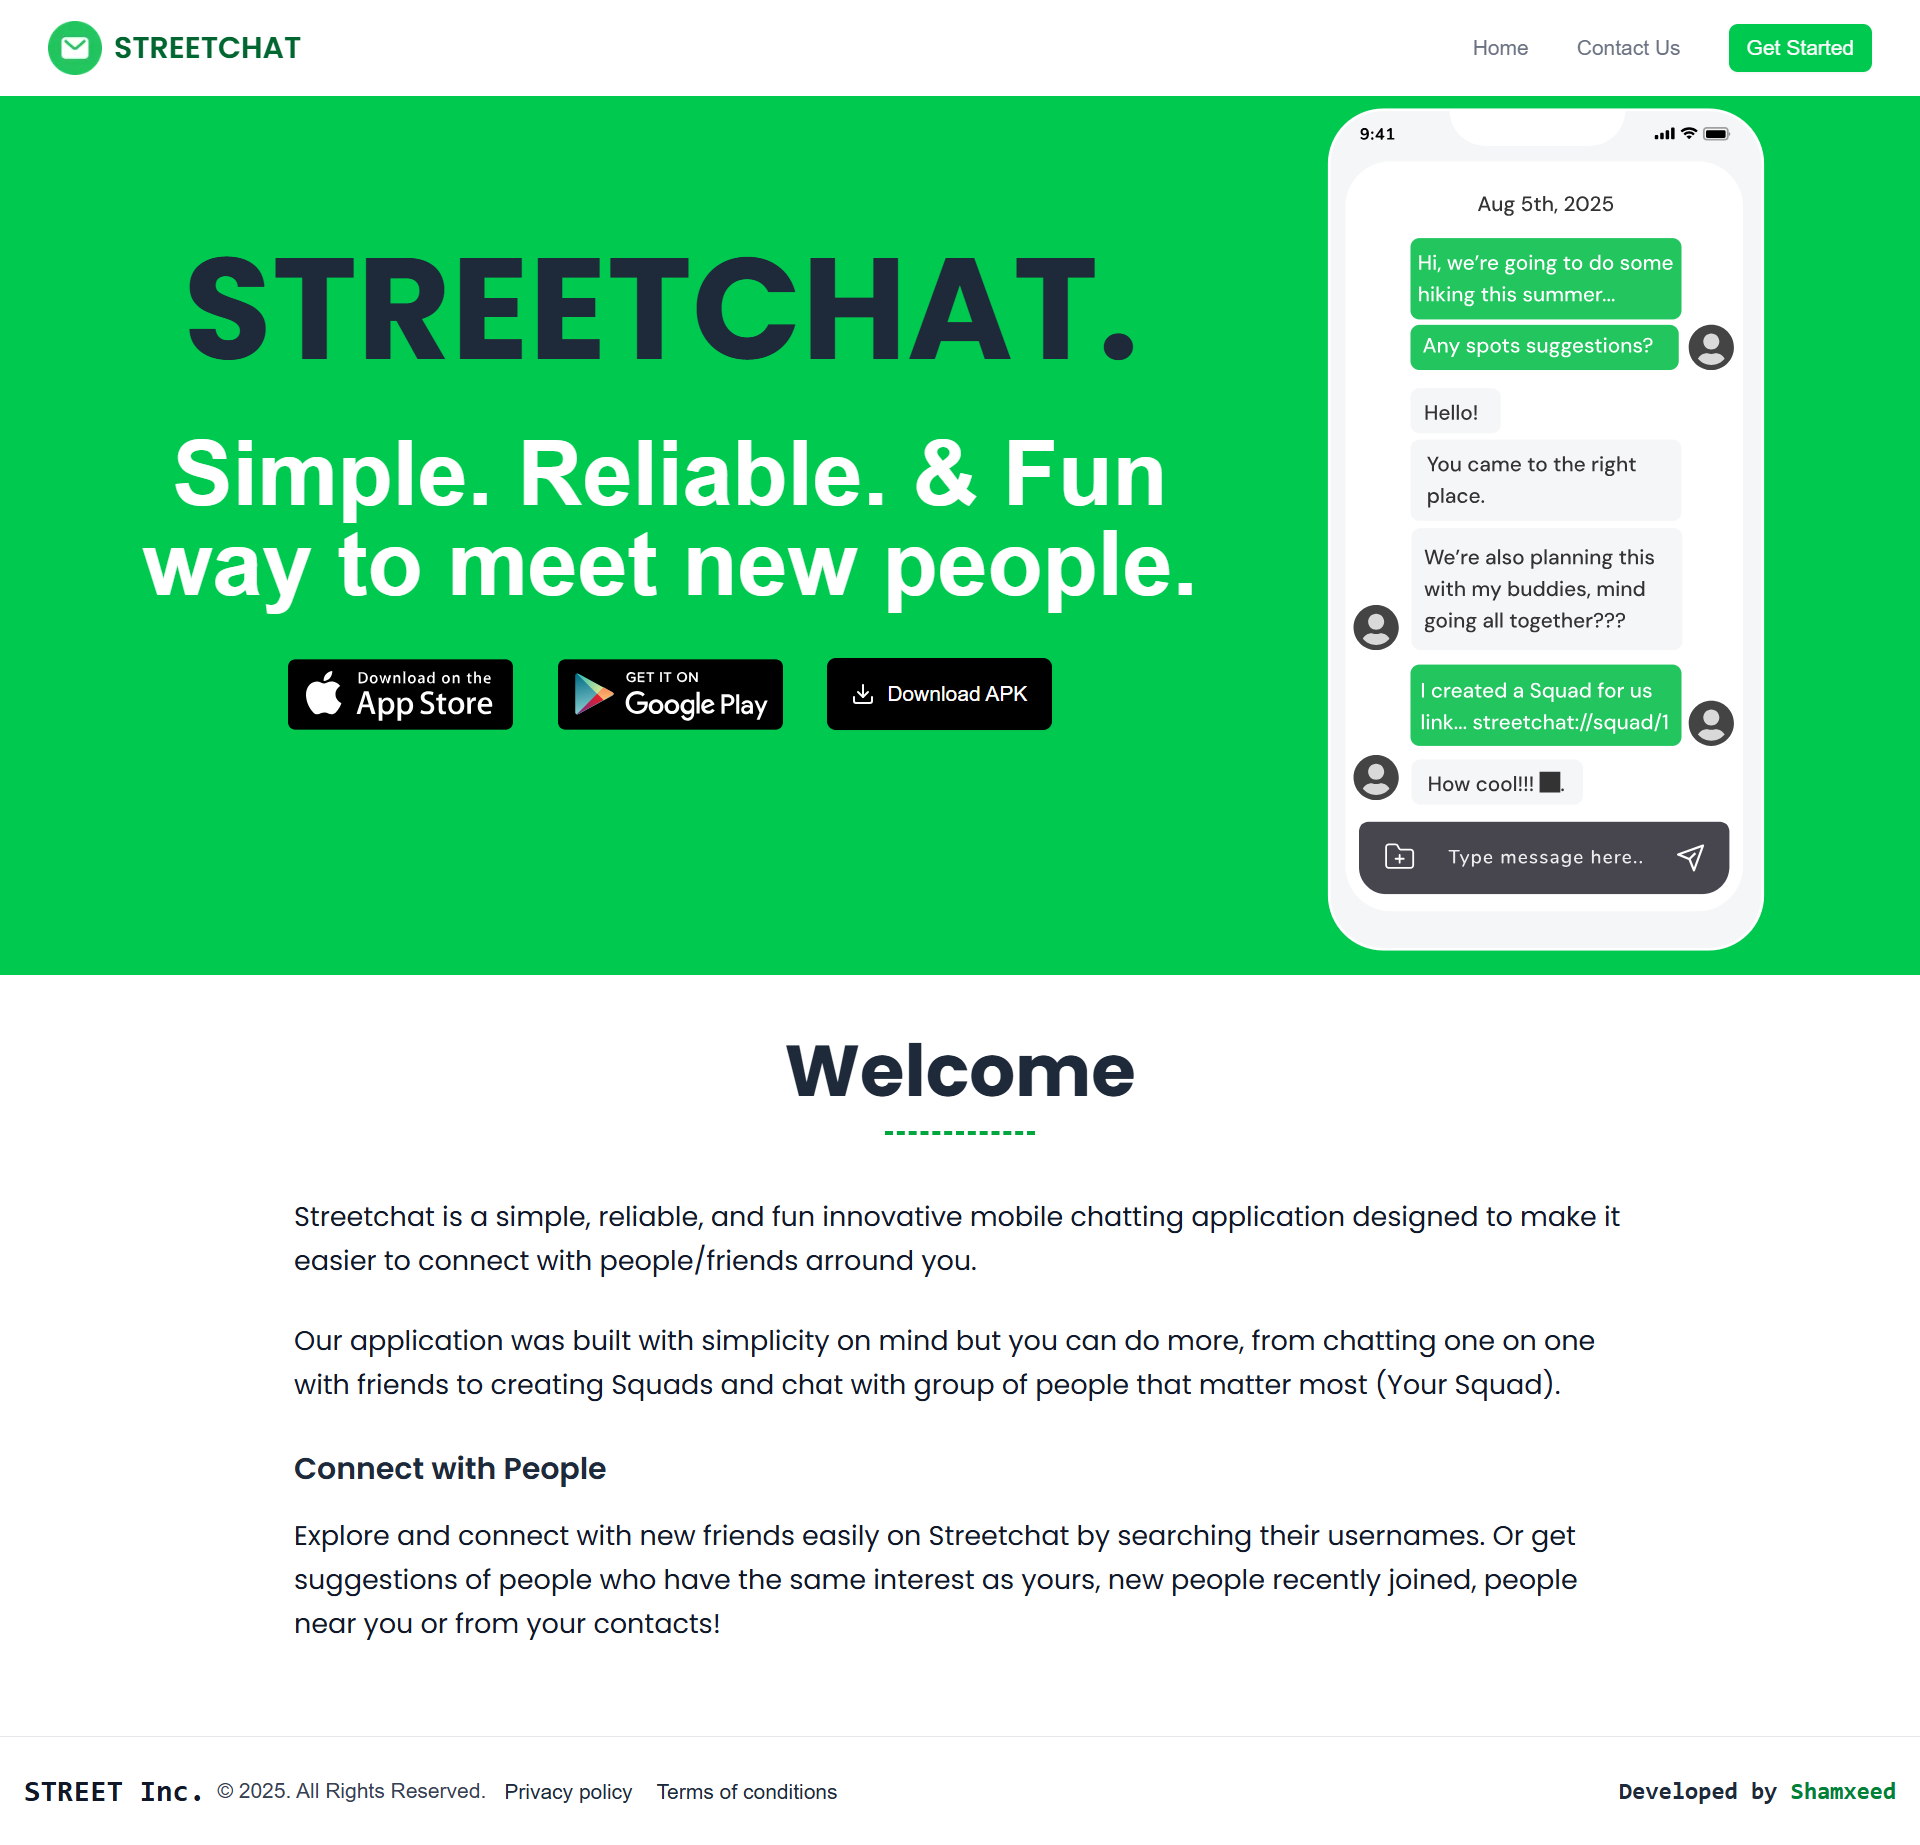 STREETCHAT
Home
Contact Us
Get Started
STREETCHAT.
Simple. Reliable. & Fun
way to meet new people.
Download on the
App Store
GET IT ON
Google Play
Download APK
9:41
Aug 5th, 2025
Hi, we’re going to do some
hiking this summer...
Any spots suggestions?
Hello!
You came to the right
place.
We’re also planning this
with my buddies, mind
going all together???
I created a Squad for us
link... streetchat://squad/1
How cool!!! .
Type message here..
Welcome
Streetchat is a simple, reliable, and fun innovative mobile chatting application designed to make it
easier to connect with people/friends arround you.
Our application was built with simplicity on mind but you can do more, from chatting one on one
with friends to creating Squads and chat with group of people that matter most (Your Squad).
Connect with People
Explore and connect with new friends easily on Streetchat by searching their usernames. Or get
suggestions of people who have the same interest as yours, new people recently joined, people
near you or from your contacts!
STREET Inc. © 2025. All Rights Reserved. Privacy policy Terms of conditions
Developed by Shamxeed